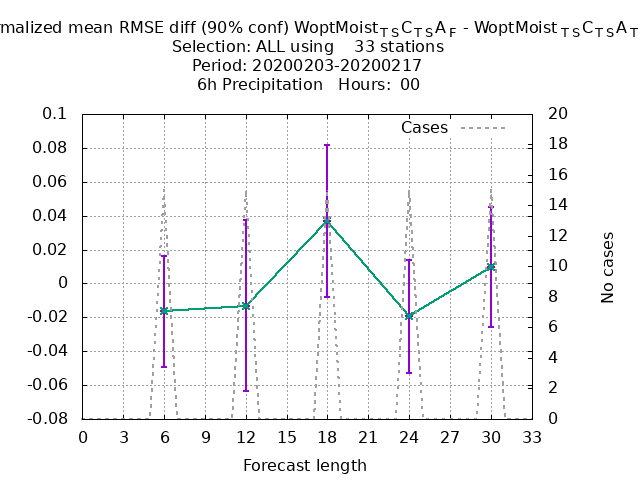 rmalized mean RMSE diff (90% conf) WoptMoistTSCTSAF - WoptMoistTSCTSAT
Selection: ALL using 33 stations
Period: 20200203-20200217
6h Precipitation Hours: 00
Cases
0.1
0.08
0.06
0.04
0.02
0
-0.02
-0.04
-0.06
-0.08
20
18
16
14
12
10
8
6
4
2
0
No cases
0 3 6 9 12 15 18 21 24 27 30 33
Forecast length